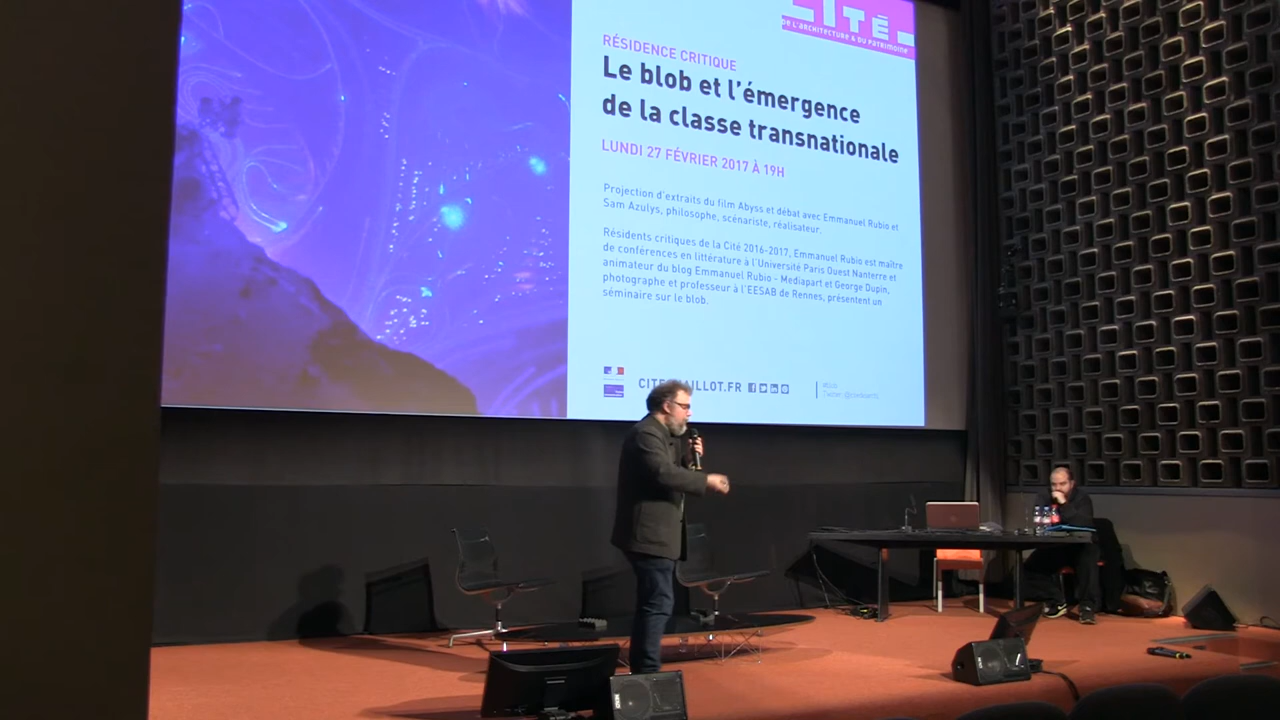 CITÉ
DE L'ARCHITECTURE & DU PATRIMOINE
RÉSIDENCE CRITIQUE
Le blob et l'émergence
de la classe transnationale
LUNDI 27 FÉVRIER 2017 À 19H
Projection d'extraits du film Abyss et débat avec Emmanuel Rubio et
Sam Azulys, philosophe, scénariste, réalisateur.
Résidents critiques de la Cité 2016-2017, Emmanuel Rubio est maître
de conférences en littérature à l'Université Paris Ouest Nanterre et
animateur du blog Emmanuel Rubio - Mediapart et George Dupin,
photographe et professeur à l'EESAB de Rennes, présentent un
séminaire sur le blob.